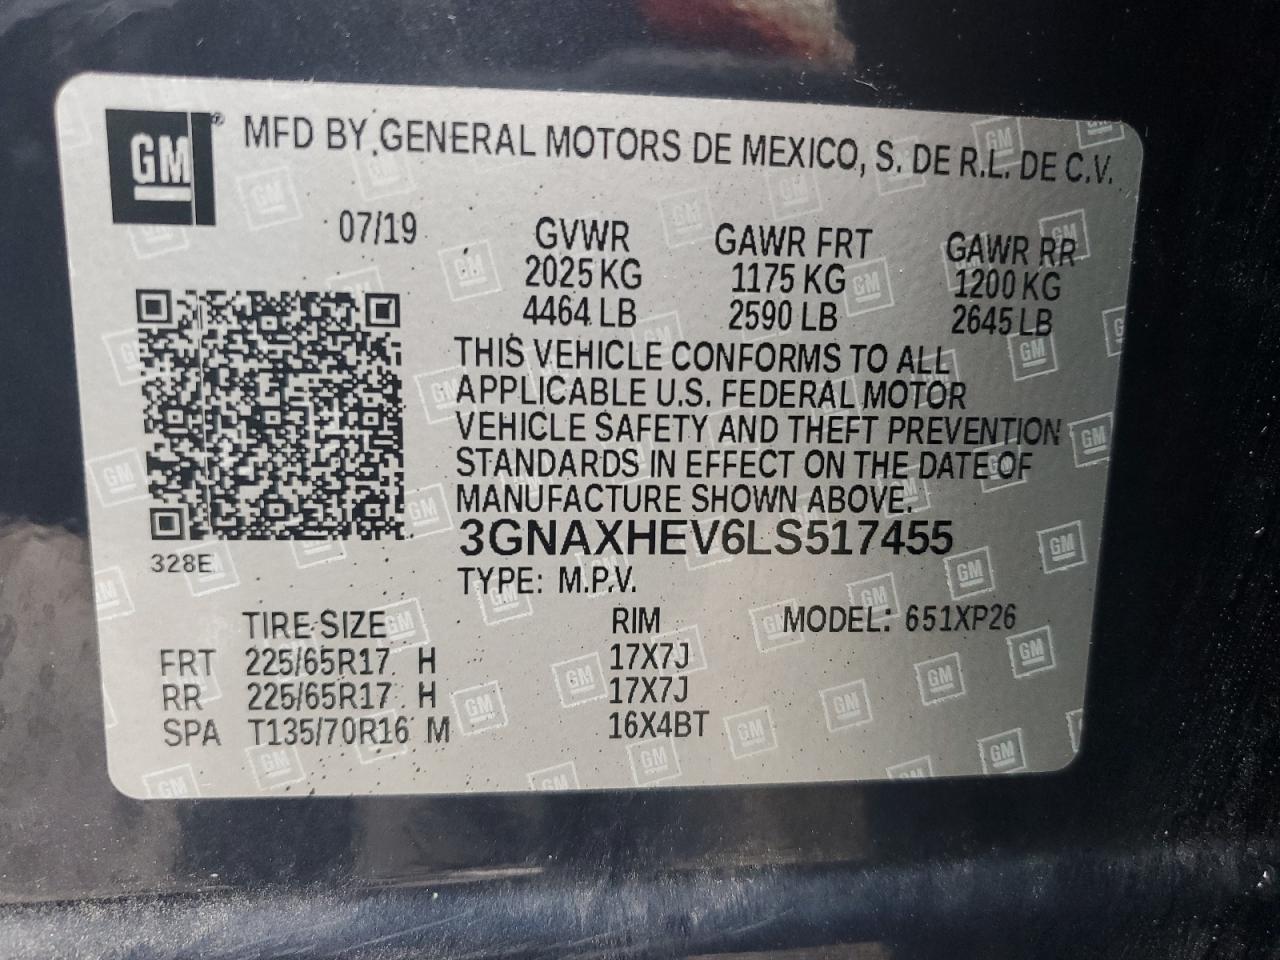 GM® MFD BY GENERAL MOTORS DE MEXICO, S. DE R.L. DE C.V.
07/19 GVWR GAWR FRT GAWR RR
2025 KG 1175 KG 1200 KG
4464 LB 2590 LB 2645 LB
THIS VEHICLE CONFORMS TO ALL
APPLICABLE U.S. FEDERAL MOTOR
VEHICLE SAFETY AND THEFT PREVENTION
STANDARDS IN EFFECT ON THE DATE OF
MANUFACTURE SHOWN ABOVE.
3GNAXHEV6LS517455
328E
TYPE: M.P.V.
TIRE SIZE RIM MODEL: 651XP26
FRT 225/65R17 H 17X7J
RR 225/65R17 H 17X7J
SPA T135/70R16 M 16X4BT